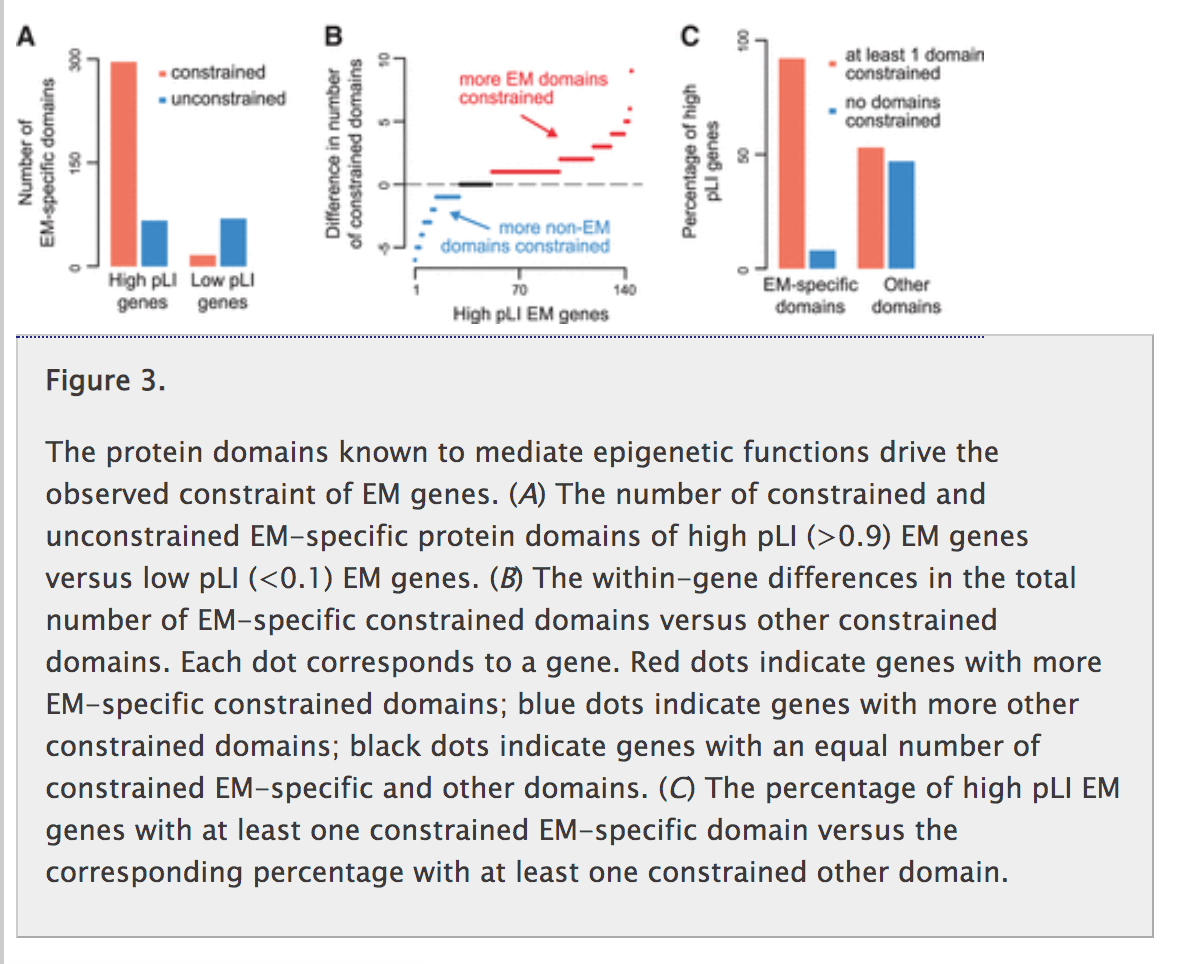 A
Number of
EM-specific domains
300
150
0
constrained
unconstrained
High pLI
genes
Low pLI
genes
B
Difference in number
of constrained domains
10
5
0
-5
more EM domains
constrained
more non-EM
domains constrained
1
70
140
High pLI EM genes
C
Percentage of high
pLI genes
100
50
0
at least 1 domain
constrained
no domains
constrained
EM-specific
domains
Other
domains
Figure 3.
The protein domains known to mediate epigenetic functions drive the
observed constraint of EM genes. (A) The number of constrained and
unconstrained EM-specific protein domains of high pLI (>0.9) EM genes
versus low pLI (<0.1) EM genes. (B) The within-gene differences in the total
number of EM-specific constrained domains versus other constrained
domains. Each dot corresponds to a gene. Red dots indicate genes with more
EM-specific constrained domains; blue dots indicate genes with more other
constrained domains; black dots indicate genes with an equal number of
constrained EM-specific and other domains. (C) The percentage of high pLI EM
genes with at least one constrained EM-specific domain versus the
corresponding percentage with at least one constrained other domain.